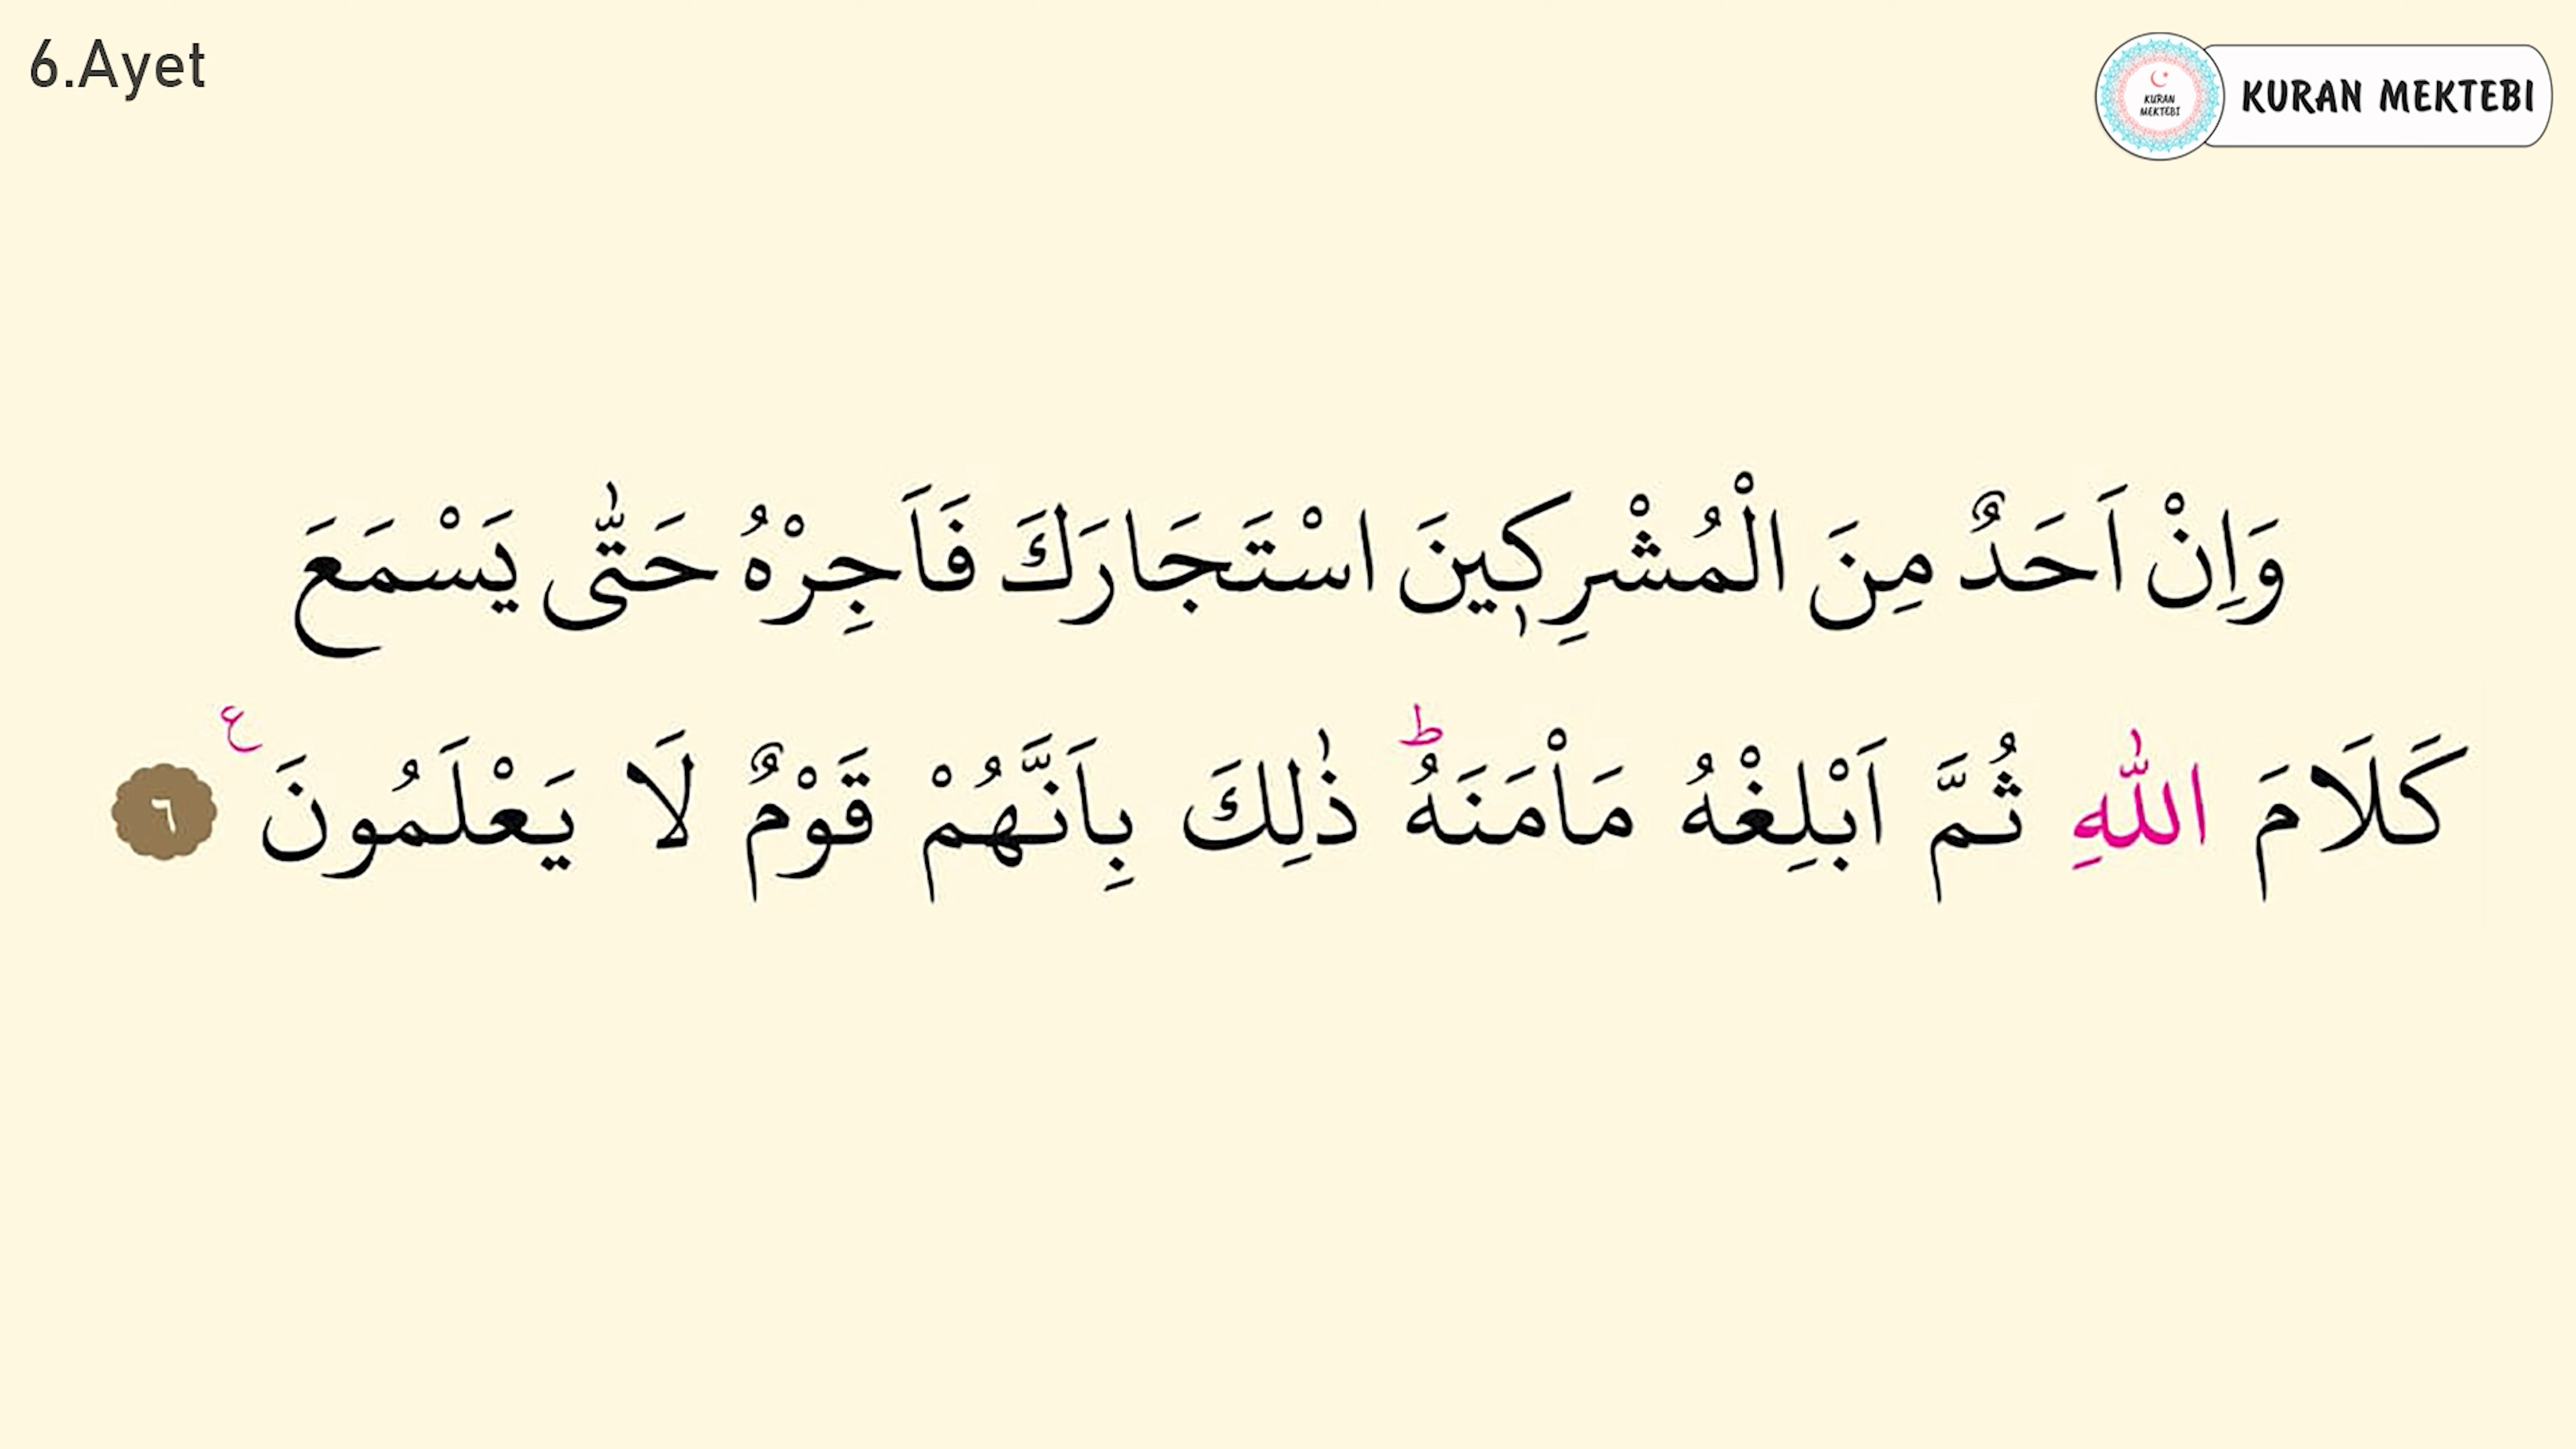 6.Ayet
KURAN MEKTEBI
KURAN
MEKTEBI
وَاِنْ اَحَدٌ مِنَ الْمُشْرِك۪ينَ اسْتَجَارَكَ فَاَجِرْهُ حَتّٰى يَسْمَعَ
كَلَامَ اللّٰهِ ثُمَّ اَبْلِغْهُ مَاْمَنَهُۜ ذٰلِكَ بِاَنَّهُمْ قَوْمٌ لَا يَعْلَمُونَ ع ٦